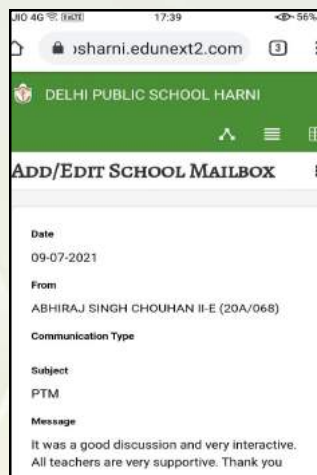 JIO 4G
17:39
56%
osharni.edunext2.com
3
DELHI PUBLIC SCHOOL HARNI
ADD/EDIT SCHOOL MAILBOX
Date
09-07-2021
From
ABHIRAJ SINGH CHOUHAN II-E (20A/068)
Communication Type
Subject
PTM
Message
It was a good discussion and very interactive.
All teachers are very supportive. Thank you